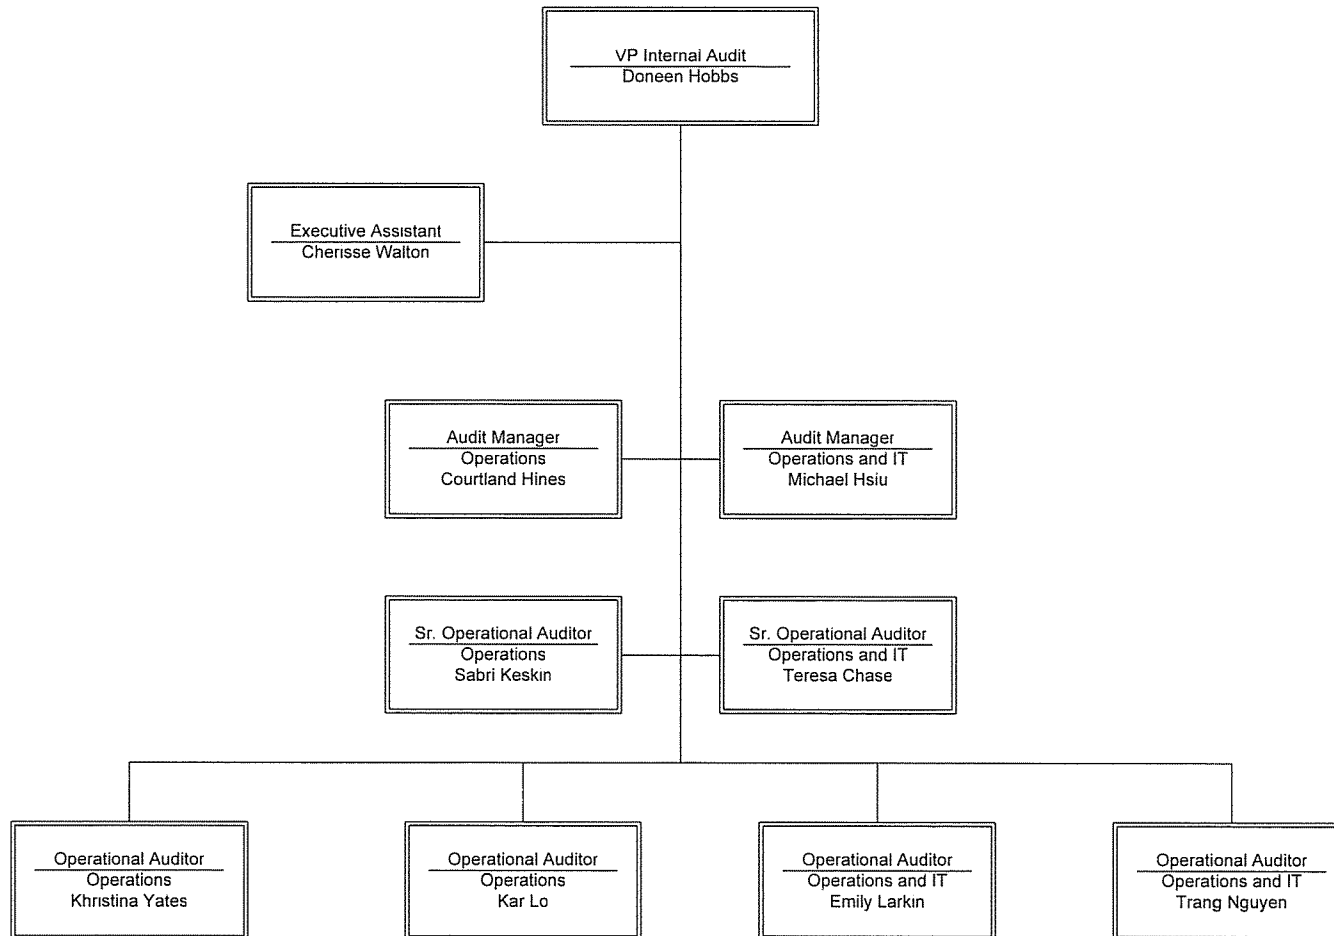 VP Internal Audit
Doneen Hobbs
Executive Assistant
Cherisse Walton
Audit Manager
Operations
Courtland Hines
Audit Manager
Operations and IT
Michael Hsiu
Sr. Operational Auditor
Operations
Sabri Keskin
Sr. Operational Auditor
Operations and IT
Teresa Chase
Operational Auditor
Operations
Khristina Yates
Operational Auditor
Operations
Kar Lo
Operational Auditor
Operations and IT
Emily Larkin
Operational Auditor
Operations and IT
Trang Nguyen